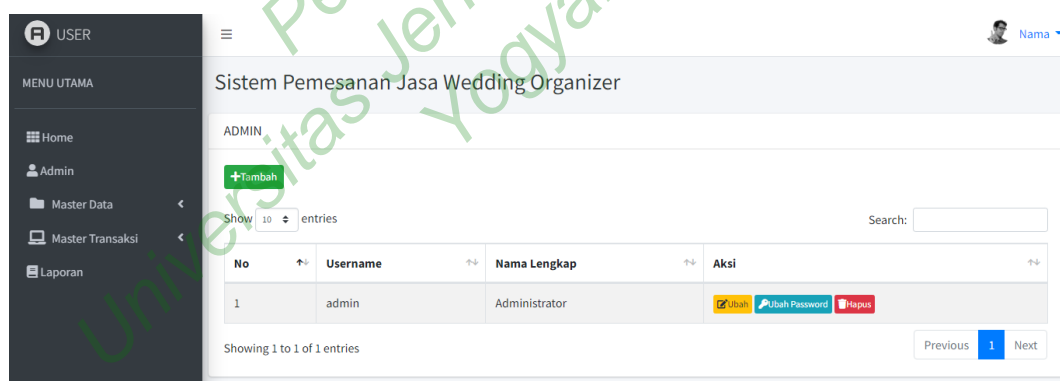 USER
Nama
MENU UTAMA
Sistem Pemesanan Jasa Wedding Organizer
Home
Admin
Master Data
Master Transaksi
Laporan
ADMIN
+Tambah
Show 10 entries
Search:
No Username Nama Lengkap Aksi
1 admin Administrator Ubah Ubah Password Hapus
Showing 1 to 1 of 1 entries
Previous 1 Next
Universitas